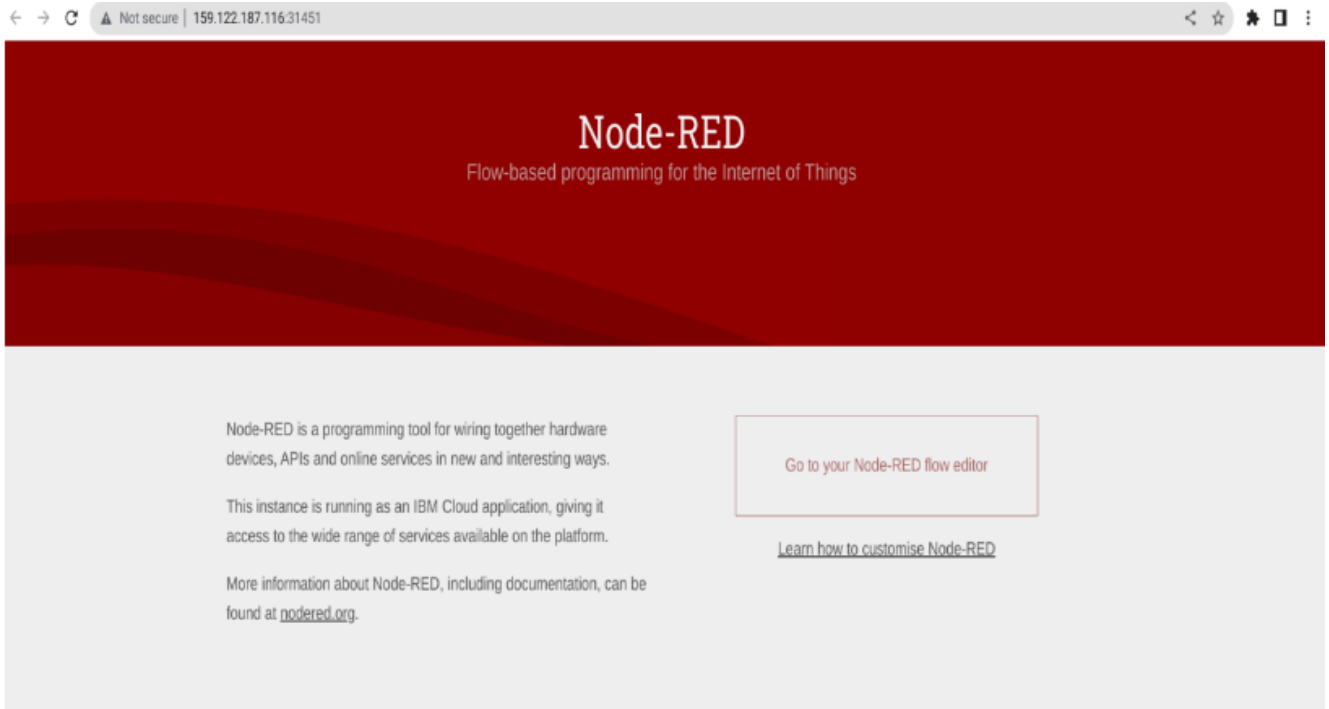 Not secure | 159.122.187.116:31451
Node-RED
Flow-based programming for the Internet of Things
Node-RED is a programming tool for wiring together hardware
devices, APIs and online services in new and interesting ways.
This instance is running as an IBM Cloud application, giving it
access to the wide range of services available on the platform.
More information about Node-RED, including documentation, can be
found at nodered.org.
Go to your Node-RED flow editor
Learn how to customise Node-RED